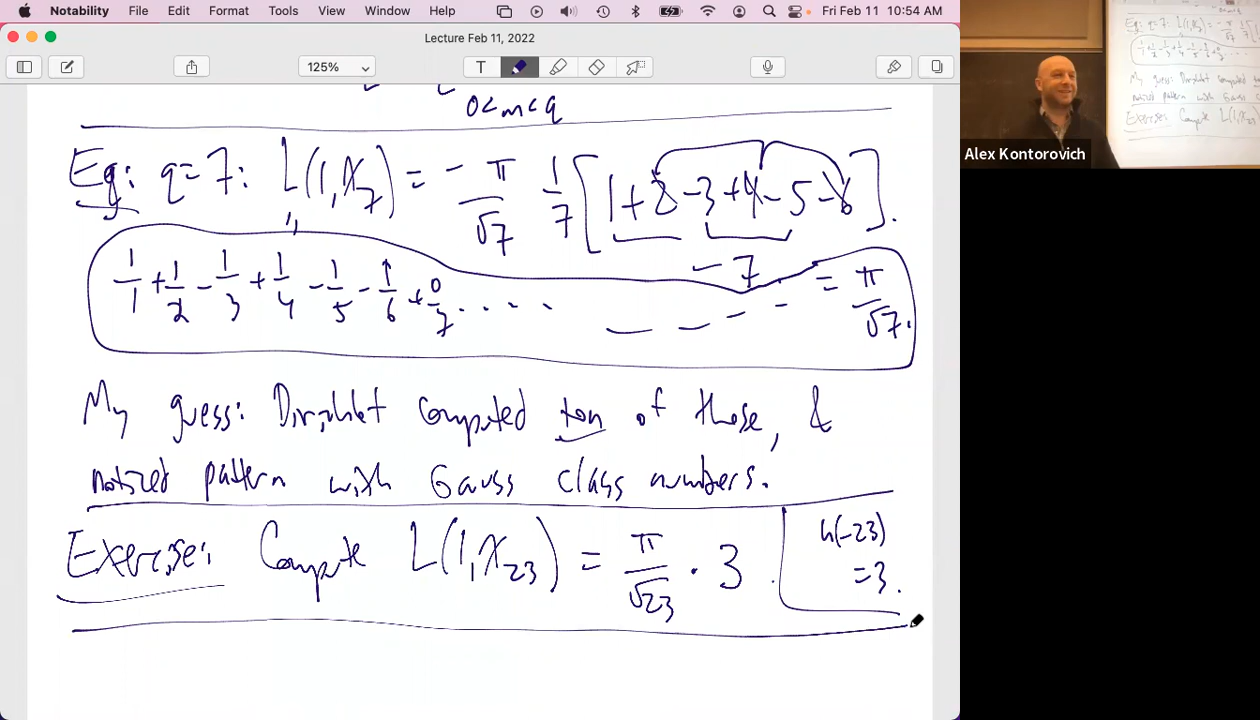 Notability File Edit Format Tools View Window Help Fri Feb 11 10:54 AM
Lecture Feb 11, 2022
125% T
0<m<q
Eg: q=7: L(1,χ₇) = -π/√7 1/7 [1+2-3+4-5-6].
-7
1/1 + 1/2 - 1/3 + 1/4 - 1/5 - 1/6 + 0/7 .... = π/√7.
My guess: Dirichlet computed ten of these, &
noticed pattern with Gauss class numbers.
Exercise: Compute L(1,χ₂₃) = π/√23 · 3. h(-23)
=3.
Alex Kontorovich